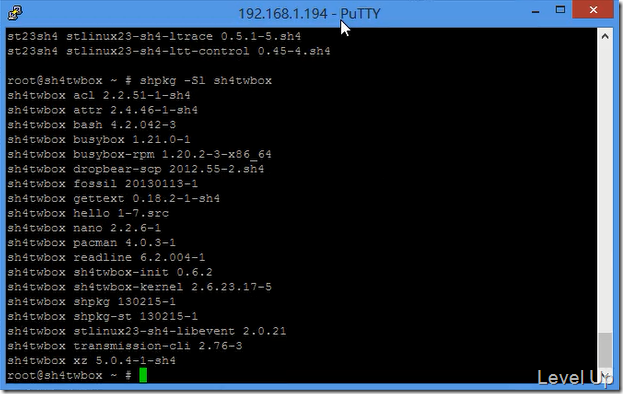 192.168.1.194 - PuTTY
st23sh4 stlinux23-sh4-ltrace 0.5.1-5.sh4
st23sh4 stlinux23-sh4-ltt-control 0.45-4.sh4
root@sh4twbox ~ # shpkg -Sl sh4twbox
sh4twbox acl 2.2.51-1-sh4
sh4twbox attr 2.4.46-1-sh4
sh4twbox bash 4.2.042-3
sh4twbox busybox 1.21.0-1
sh4twbox busybox-rpm 1.20.2-3-x86_64
sh4twbox dropbear-scp 2012.55-2.sh4
sh4twbox fossil 20130113-1
sh4twbox gettext 0.18.2-1-sh4
sh4twbox hello 1-7.src
sh4twbox nano 2.2.6-1
sh4twbox pacman 4.0.3-1
sh4twbox readline 6.2.004-1
sh4twbox sh4twbox-init 0.6.2
sh4twbox sh4twbox-kernel 2.6.23.17-5
sh4twbox shpkg 130215-1
sh4twbox shpkg-st 130215-1
sh4twbox stlinux23-sh4-libevent 2.0.21
sh4twbox transmission-cli 2.76-3
sh4twbox xz 5.0.4-1-sh4
root@sh4twbox ~ #
Level Up